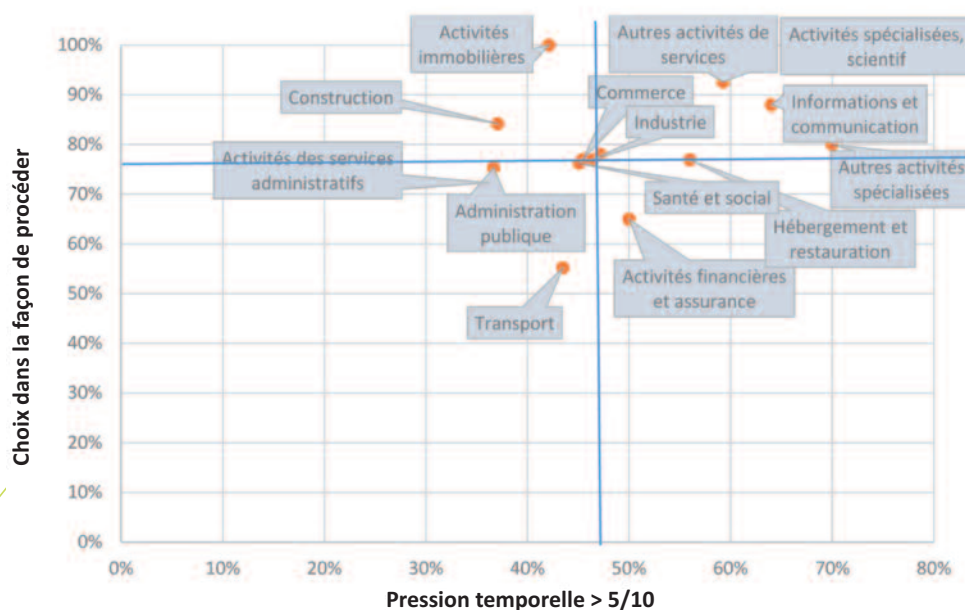 Choix dans la façon de procéder
100%
90%
80%
70%
60%
50%
40%
30%
20%
10%
0%
Activités
immobilières
Autres activités de
services
Activités spécialisées,
scientif
Construction
Commerce
Industrie
Informations et
communication
Activités des services
administratifs
Autres activités
spécialisées
Administration
publique
Santé et social
Hébergement et
restauration
Activités financières
et assurance
Transport
0%
10%
20%
30%
40%
50%
60%
70%
80%
Pression temporelle > 5/10